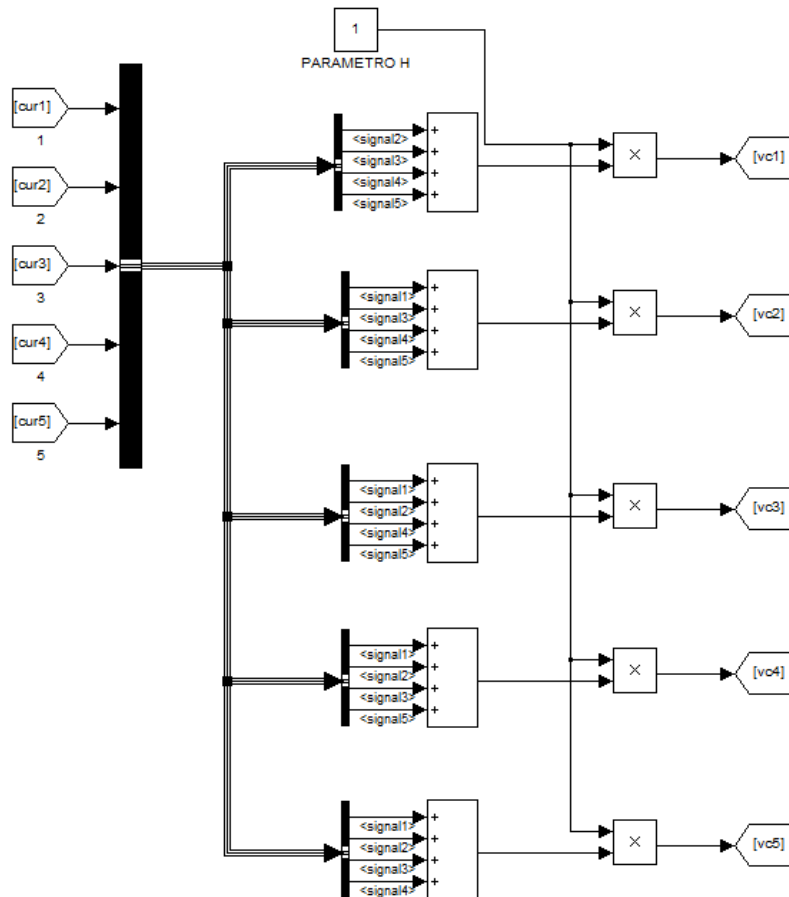 1
PARAMETRO H
[cur1]
1
[cur2]
2
[cur3]
3
[cur4]
4
[cur5]
5
+
<signal2>
+
<signal3>
+
<signal4>
+
<signal5>
×
[vc1]
+
<signal1>
+
<signal3>
+
<signal4>
+
<signal5>
×
[vc2]
+
<signal1>
+
<signal2>
+
<signal4>
+
<signal5>
×
[vc3]
+
<signal1>
+
<signal2>
+
<signal3>
+
<signal5>
×
[vc4]
+
<signal1>
+
<signal2>
+
<signal3>
+
<signal4>
×
[vc5]